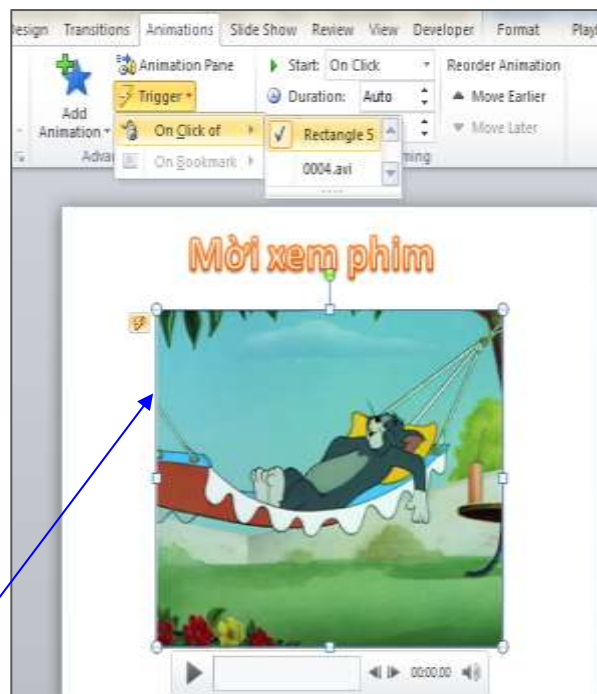 Design Transitions Animations Slide Show Review View Developer Format
Add Animation
Animation Pane
Trigger
On Click of
On Bookmark
Rectangle 5
0004.avi
Start: On Click
Duration: Auto
Reorder Animation
Move Earlier
Move Later
Mời xem phim
00:00.00